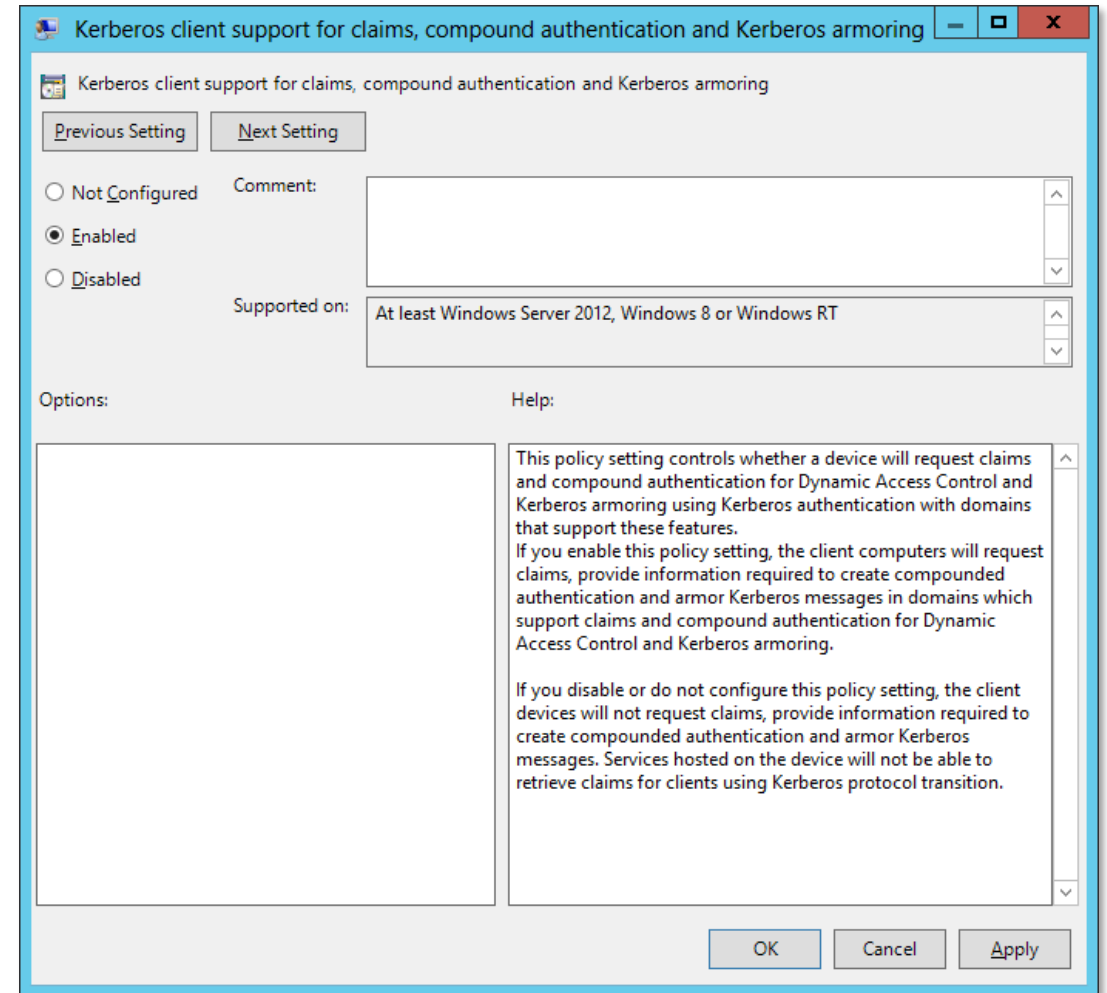 Kerberos client support for claims, compound authentication and Kerberos armoring
Kerberos client support for claims, compound authentication and Kerberos armoring
Previous Setting
Next Setting
Not Configured
Comment:
Enabled
Disabled
Supported on:
At least Windows Server 2012, Windows 8 or Windows RT
Options:
Help:
This policy setting controls whether a device will request claims
and compound authentication for Dynamic Access Control and
Kerberos armoring using Kerberos authentication with domains
that support these features.
If you enable this policy setting, the client computers will request
claims, provide information required to create compounded
authentication and armor Kerberos messages in domains which
support claims and compound authentication for Dynamic
Access Control and Kerberos armoring.
If you disable or do not configure this policy setting, the client
devices will not request claims, provide information required to
create compounded authentication and armor Kerberos
messages. Services hosted on the device will not be able to
retrieve claims for clients using Kerberos protocol transition.
OK
Cancel
Apply